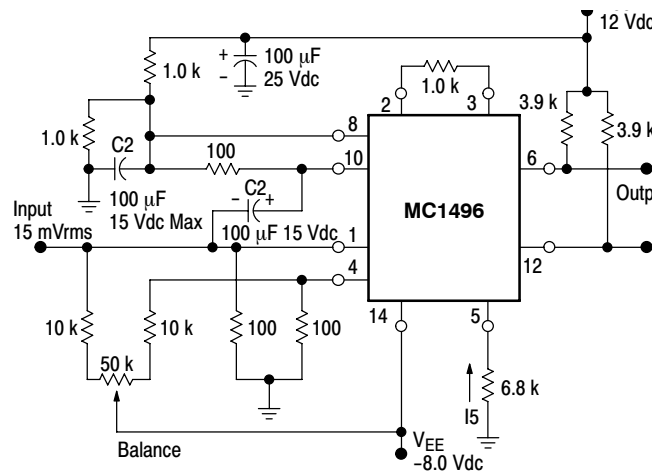 12 Vdc
+
100 µF
–
25 Vdc
1.0 k
2
1.0 k
3
3.9 k
3.9 k
1.0 k
8
C2
100
10
6
100 µF
15 Vdc Max
– C2 +
MC1496
Outp
Input
15 mVrms
100 µF 15 Vdc
1
12
4
14
5
10 k
10 k
100
100
50 k
I5
6.8 k
Balance
VEE
–8.0 Vdc